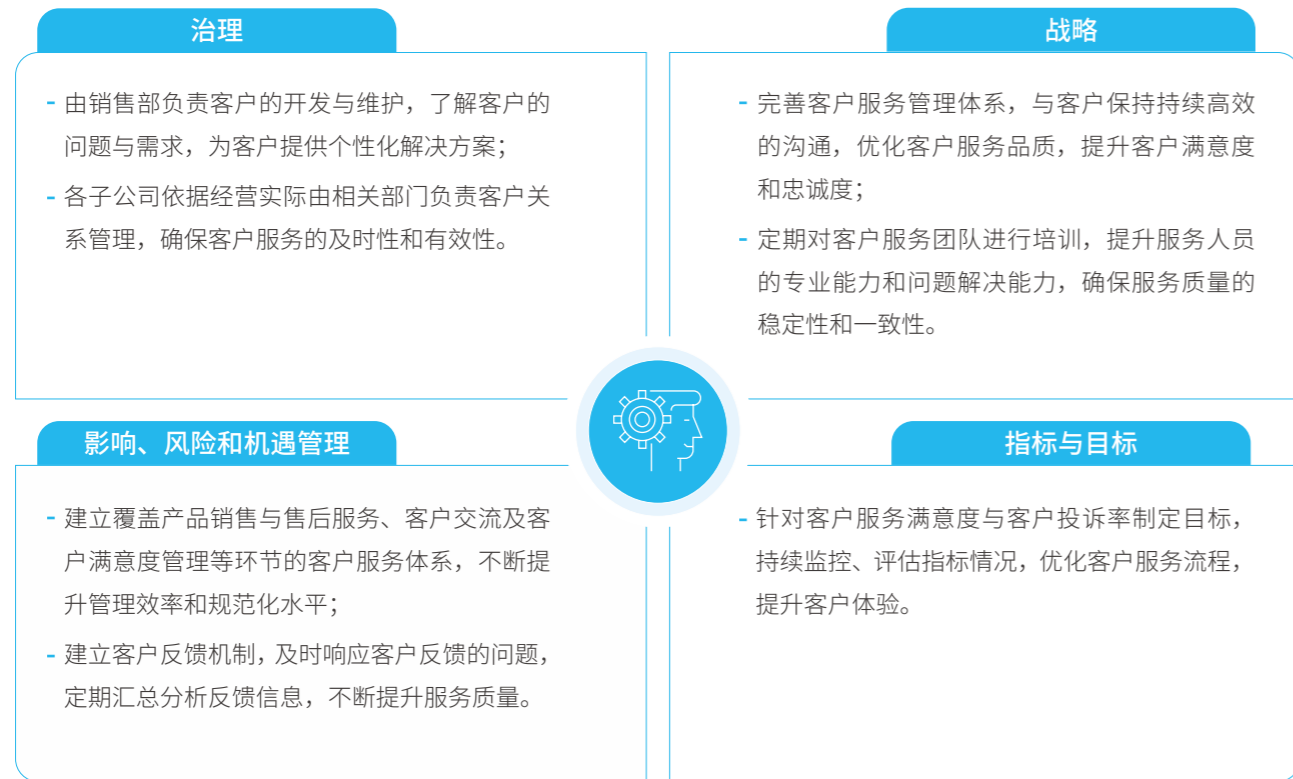 治理
- 由销售部负责客户的开发与维护，了解客户的
问题与需求，为客户提供个性化解决方案；
- 各子公司依据经营实际由相关部门负责客户关
系管理，确保客户服务的及时性和有效性。
战略
- 完善客户服务管理体系，与客户保持持续高效
的沟通，优化客户服务品质，提升客户满意度
和忠诚度；
- 定期对客户服务团队进行培训，提升服务人员
的专业能力和问题解决能力，确保服务质量的
稳定性和一致性。
影响、风险和机遇管理
- 建立覆盖产品销售与售后服务、客户交流及客
户满意度管理等环节的客户服务体系，不断提
升管理效率和规范化水平；
- 建立客户反馈机制，及时响应客户反馈的问题，
定期汇总分析反馈信息，不断提升服务质量。
指标与目标
- 针对客户服务满意度与客户投诉率制定目标，
持续监控、评估指标情况，优化客户服务流程，
提升客户体验。